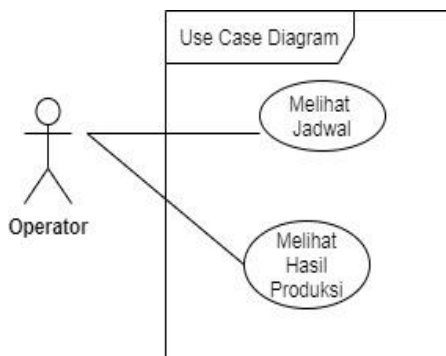 Use Case Diagram
Melihat
Jadwal
Operator
Melihat
Hasil
Produksi